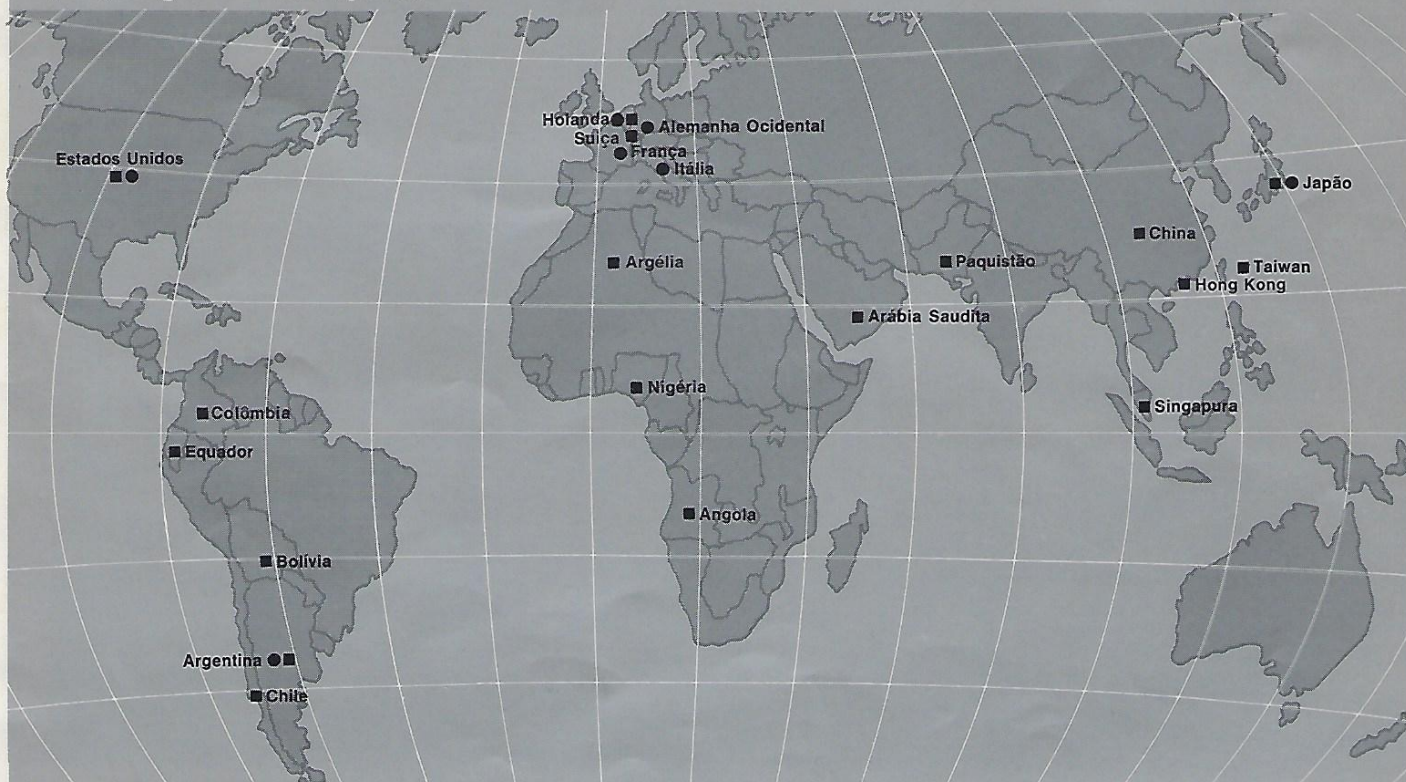 Holanda
Alemanha Ocidental
Suíça
França
Itália
Estados Unidos
Japão
China
Argélia
Paquistão
Taiwan
Hong Kong
Arábia Saudita
Nigéria
Singapura
Colômbia
Equador
Angola
Bolívia
Argentina
Chile